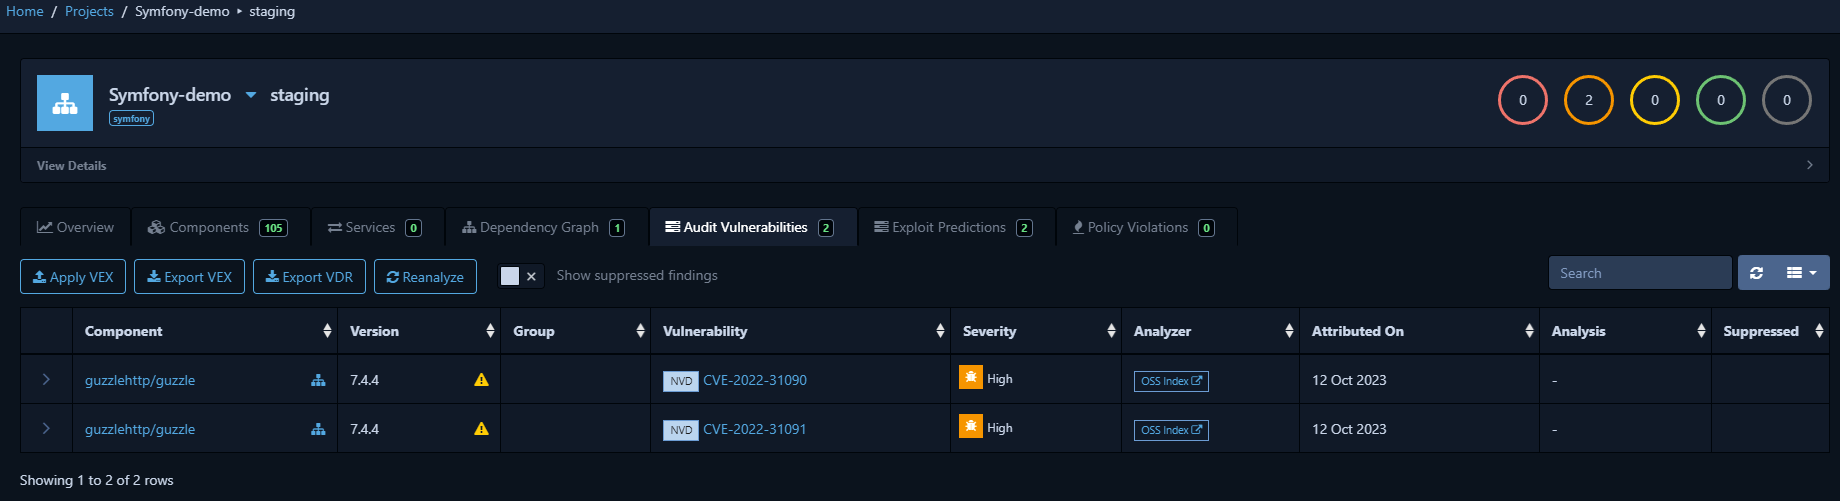 Home / Projects / Symfony-demo ‣ staging
Symfony-demo staging
symfony
0 2 0 0 0
View Details
Overview Components 105 Services 0 Dependency Graph 1 Audit Vulnerabilities 2 Exploit Predictions 2 Policy Violations 0
Apply VEX Export VEX Export VDR Reanalyze Show suppressed findings Search
Component Version Group Vulnerability Severity Analyzer Attributed On Analysis Suppressed
guzzlehttp/guzzle 7.4.4 NVD CVE-2022-31090 High OSS Index 12 Oct 2023 -
guzzlehttp/guzzle 7.4.4 NVD CVE-2022-31091 High OSS Index 12 Oct 2023 -
Showing 1 to 2 of 2 rows